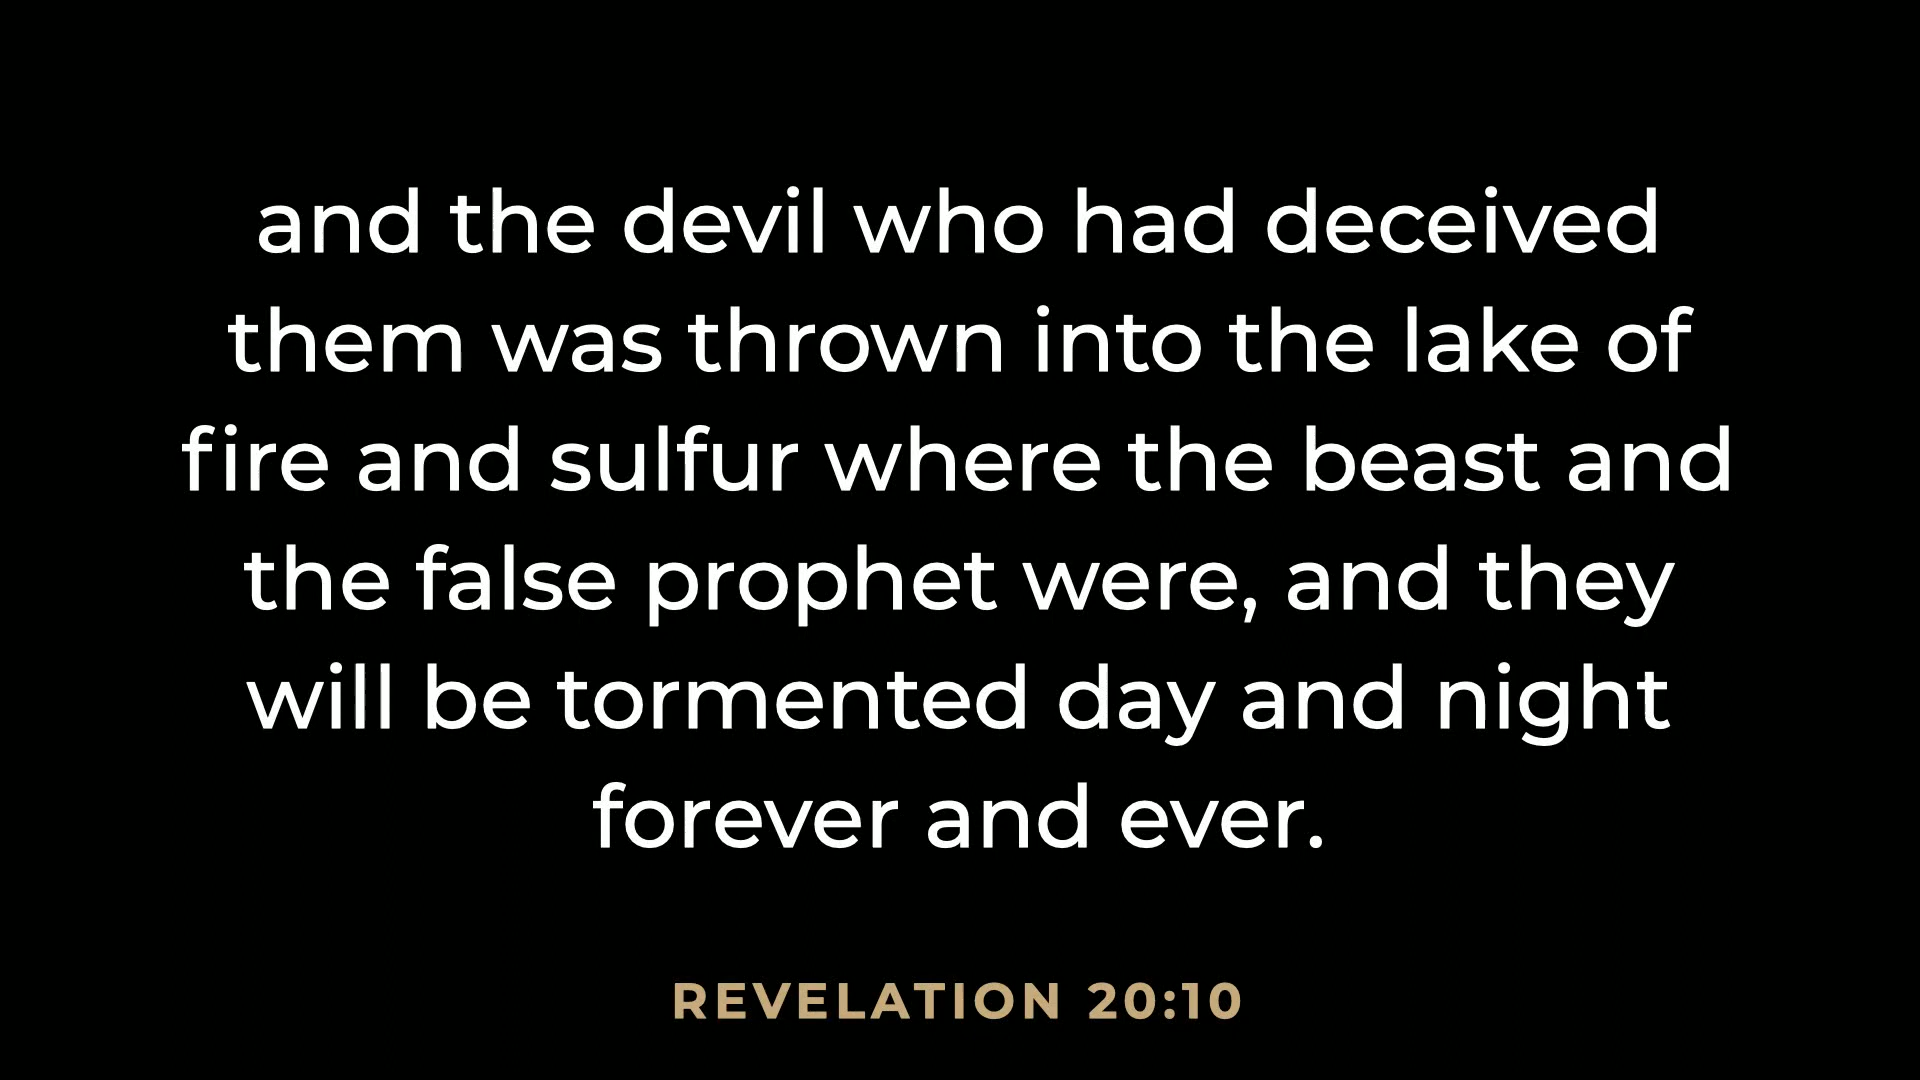 and the devil who had deceived
them was thrown into the lake of
fire and sulfur where the beast and
the false prophet were, and they
will be tormented day and night
forever and ever.
REVELATION 20:10